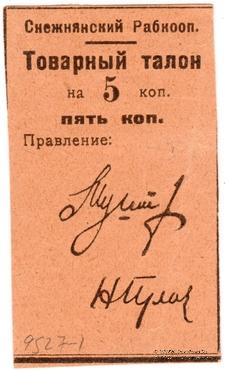 Снежнянский Рабкооп.
Товарный талон
на 5 коп.
пять коп.
Правление:
9527-1